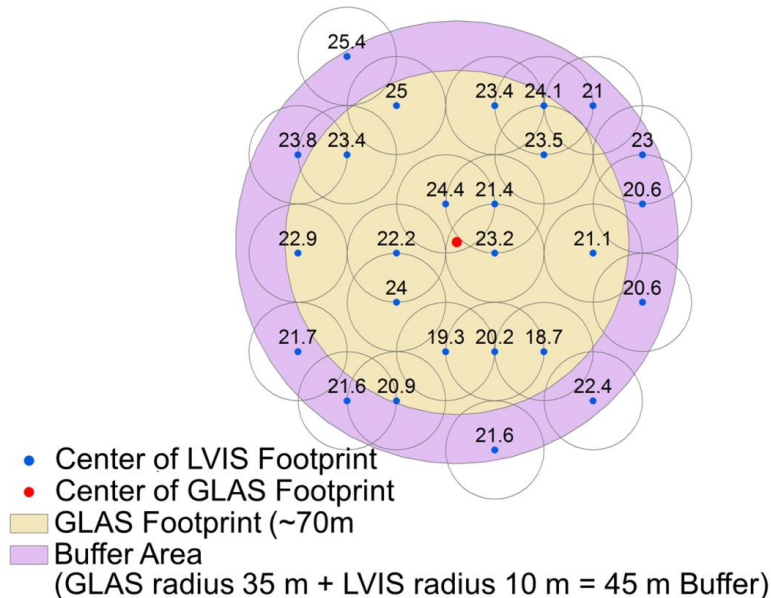 25.4
25 23.4 24.1 21
23.8 23.4 23.5 23
24.4 21.4 20.6
22.9 22.2 23.2 21.1
24 20.6
21.7 19.3 20.2 18.7
21.6 20.9 22.4
21.6
Center of LVIS Footprint
Center of GLAS Footprint
GLAS Footprint (~70m
Buffer Area
(GLAS radius 35 m + LVIS radius 10 m = 45 m Buffer)